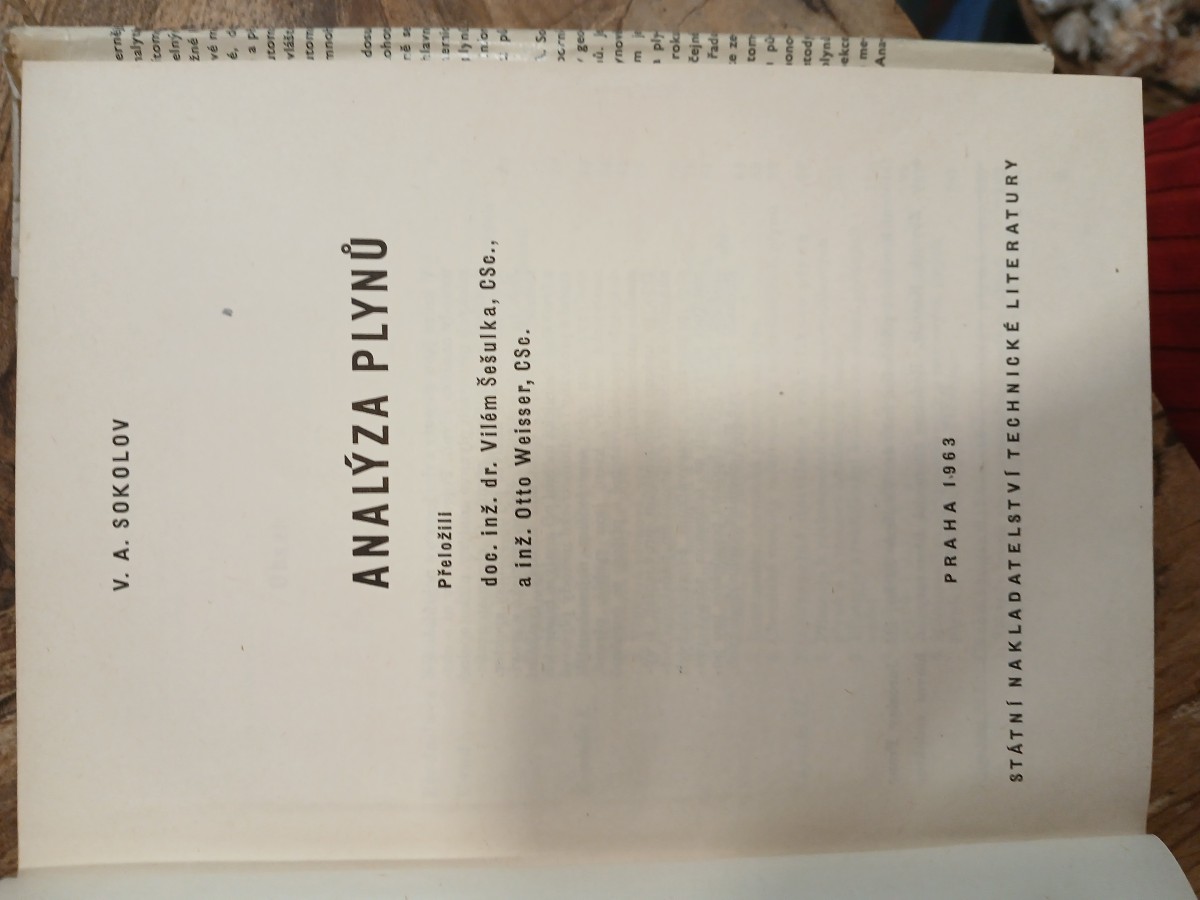 V. A. SOKOLOV
ANALÝZA PLYNŮ
Přeložili
doc. inž. dr. Vilém Šešulka, CSc.,
a inž. Otto Weisser, CSc.
PRAHA 1963
STÁTNÍ NAKLADATELSTVÍ TECHNICKÉ LITERATURY